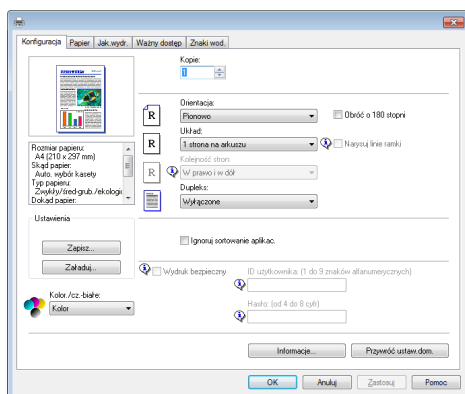 Konfiguracja Papier Jak.wydr. Ważny dostęp Znaki wod.
Kopie:
1
Orientacja:
R Pionowo Obróć o 180 stopni
Układ:
R 1 strona na arkuszu Narysuj linie ramki
Kolejność stron:
R W prawo i w dół
Dupleks:
Wyłączone
Rozmiar papieru:
A4 (210 x 297 mm)
Skąd papier:
Auto. wybór kasety
Typ papieru:
Zwykły/śred-grub./ekologi
Dokąd papier:
Ustawienia
Zapisz...
Załaduj...
Ignoruj sortowanie aplikac.
Wydruk bezpieczny ID użytkownika: (1 do 9 znaków alfanumerycznych)
Hasło: (od 4 do 8 cyfr)
Kolor./cz.-białe:
Kolor
Informacje... Przywróć ustaw.dom.
OK Anuluj Zastosuj Pomoc